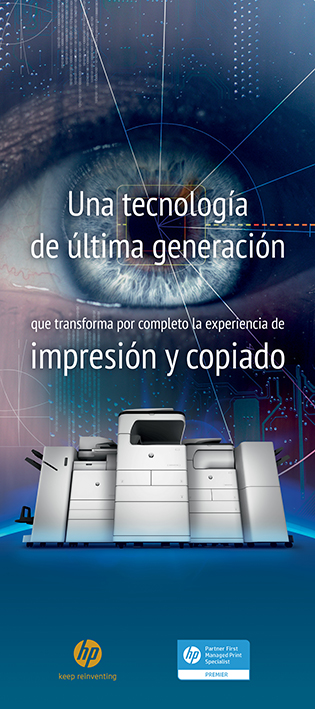 Una tecnología
de última generación
que transforma por completo la experiencia de
impresión y copiado
hp
keep reinventing
hp
Partner First
Managed Print
Specialist
PREMIER